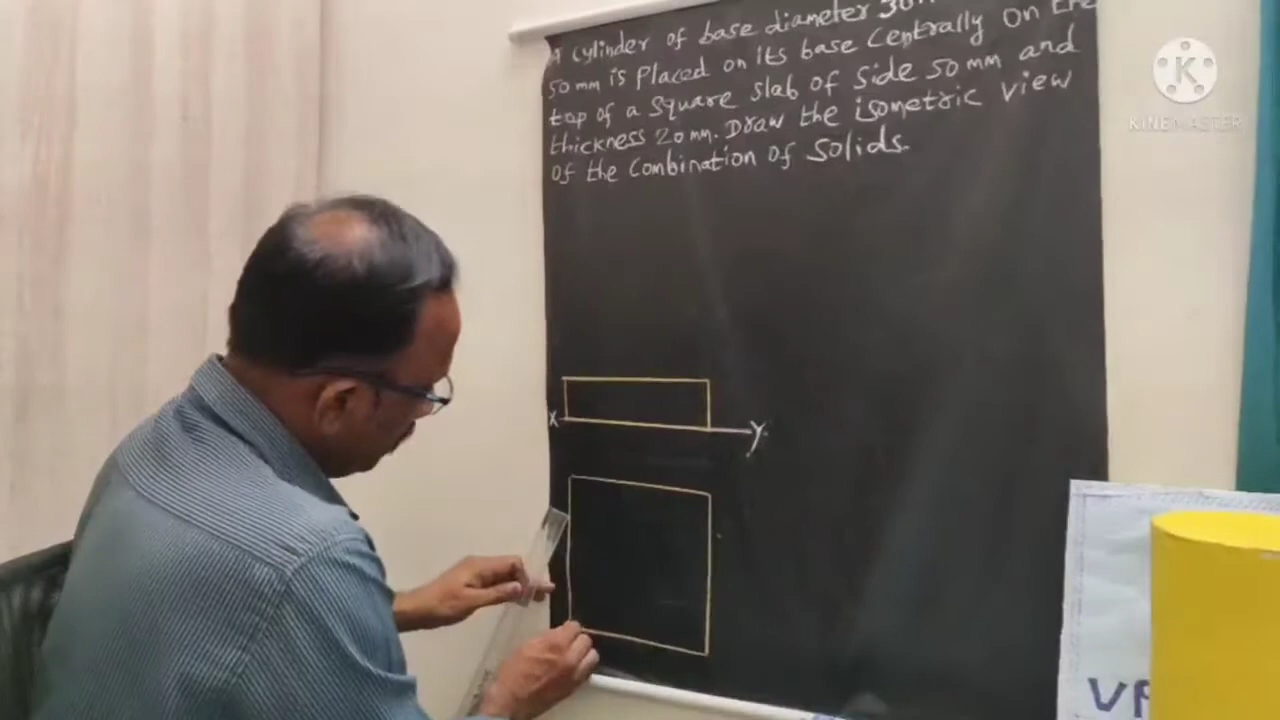 A cylinder of base diameter 30
50 mm is placed on its base centrally on the
top of a square slab of side 50 mm and
thickness 20 mm. Draw the isometric view
of the combination of solids.
X
Y
K
KINEMASTER